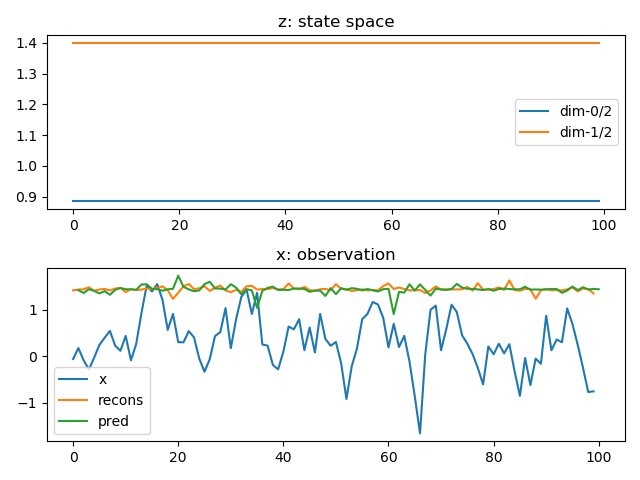 z: state space
1.4
1.3
1.2
1.1
1.0
0.9
dim-0/2
dim-1/2
0 20 40 60 80 100
x: observation
1
0
−1
x
recons
pred
0 20 40 60 80 100